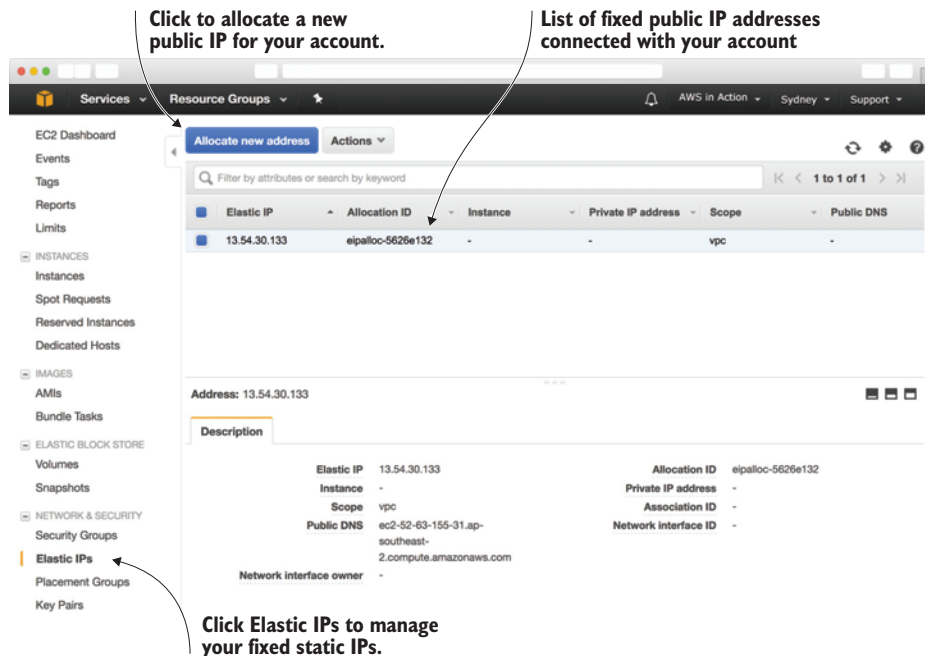 Click to allocate a new
public IP for your account.
List of fixed public IP addresses
connected with your account
Services
Resource Groups
AWS in Action
Sydney
Support
EC2 Dashboard
Events
Tags
Reports
Limits
INSTANCES
Instances
Spot Requests
Reserved Instances
Dedicated Hosts
IMAGES
AMIs
Bundle Tasks
ELASTIC BLOCK STORE
Volumes
Snapshots
NETWORK & SECURITY
Security Groups
Elastic IPs
Placement Groups
Key Pairs
Allocate new address
Actions
Filter by attributes or search by keyword
1 to 1 of 1
Elastic IP Allocation ID Instance Private IP address Scope Public DNS
13.54.30.133 eipalloc-5626e132 - - vpc -
Address: 13.54.30.133
Description
Elastic IP 13.54.30.133
Instance -
Scope vpc
Public DNS ec2-52-63-155-31.ap-
southeast-
2.compute.amazonaws.com
Network interface owner -
Allocation ID eipalloc-5626e132
Private IP address -
Association ID -
Network interface ID -
Click Elastic IPs to manage
your fixed static IPs.